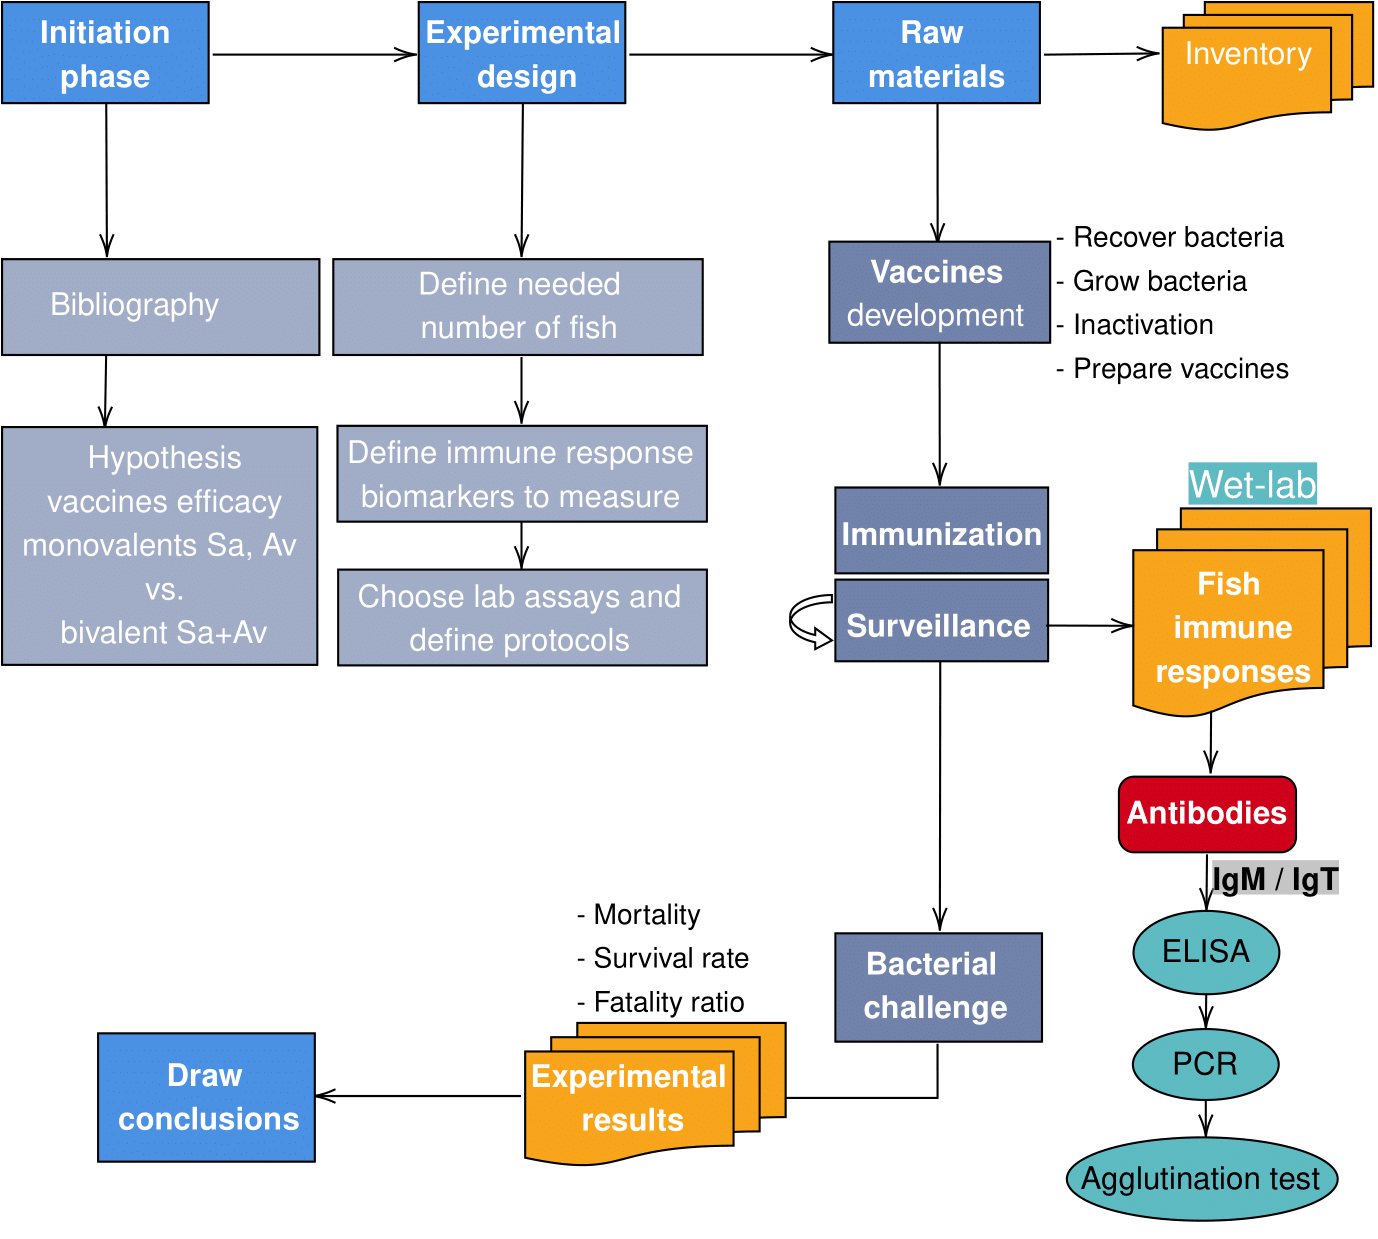 Initiation
phase
Experimental
design
Raw
materials
Inventory
Bibliography
Hypothesis
vaccines efficacy
monovalents Sa, Av
vs.
bivalent Sa+Av
Define needed
number of fish
Define immune response
biomarkers to measure
Choose lab assays and
define protocols
Vaccines
development
- Recover bacteria
- Grow bacteria
- Inactivation
- Prepare vaccines
Immunization
Surveillance
Wet-lab
Fish
immune
responses
Antibodies
IgM / IgT
ELISA
PCR
Agglutination test
Bacterial
challenge
- Mortality
- Survival rate
- Fatality ratio
Experimental
results
Draw
conclusions